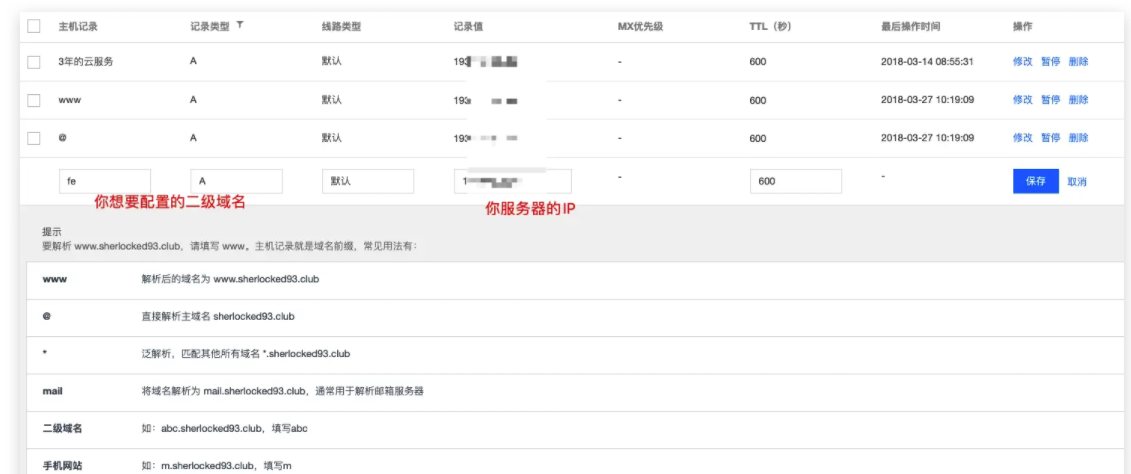 主机记录 记录类型 线路类型 记录值 MX优先级 TTL（秒） 最后操作时间 操作
3年的云服务 A 默认 193 - 600 2018-03-14 08:55:31 修改 暂停 删除
www A 默认 193 - 600 2018-03-27 10:19:09 修改 暂停 删除
@ A 默认 193 - 600 2018-03-27 10:19:09 修改 暂停 删除
fe A 默认 1 - 600 - 保存 取消
你想要配置的二级域名 你服务器的IP
提示
要解析 www.sherlocked93.club，请填写 www。主机记录就是域名前缀，常见用法有：
www 解析后的域名为 www.sherlocked93.club
@ 直接解析主域名 sherlocked93.club
* 泛解析，匹配其他所有域名 *.sherlocked93.club
mail 将域名解析为 mail.sherlocked93.club，通常用于解析邮箱服务器
二级域名 如：abc.sherlocked93.club，填写abc
手机网站 如：m.sherlocked93.club，填写m